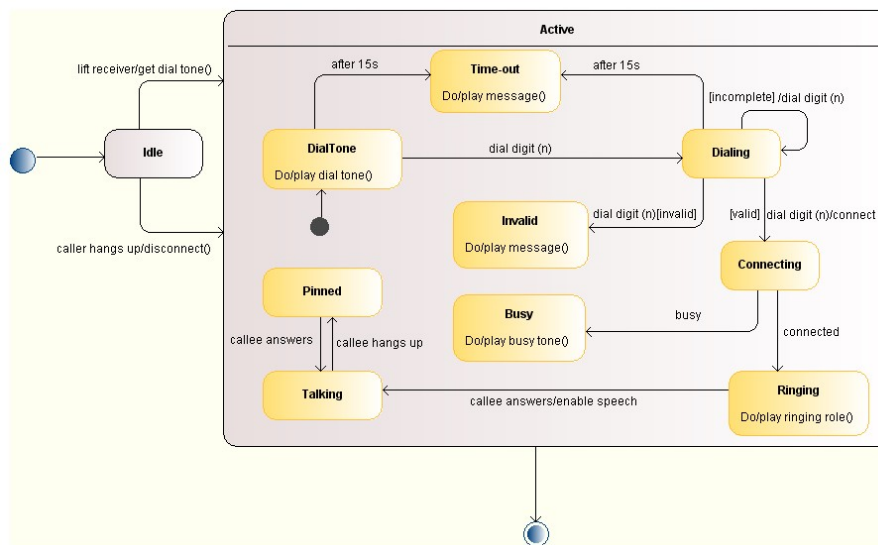 Active
lift receiver/get dial tone()
after 15s
Time-out
Do/play message()
after 15s
[incomplete] /dial digit (n)
Idle
DialTone
Do/play dial tone()
dial digit (n)
Dialing
caller hangs up/disconnect()
Invalid
Do/play message()
dial digit (n)[invalid]
[valid] dial digit (n)/connect
Connecting
Pinned
Busy
Do/play busy tone()
busy
connected
callee answers
callee hangs up
Talking
callee answers/enable speech
Ringing
Do/play ringing role()